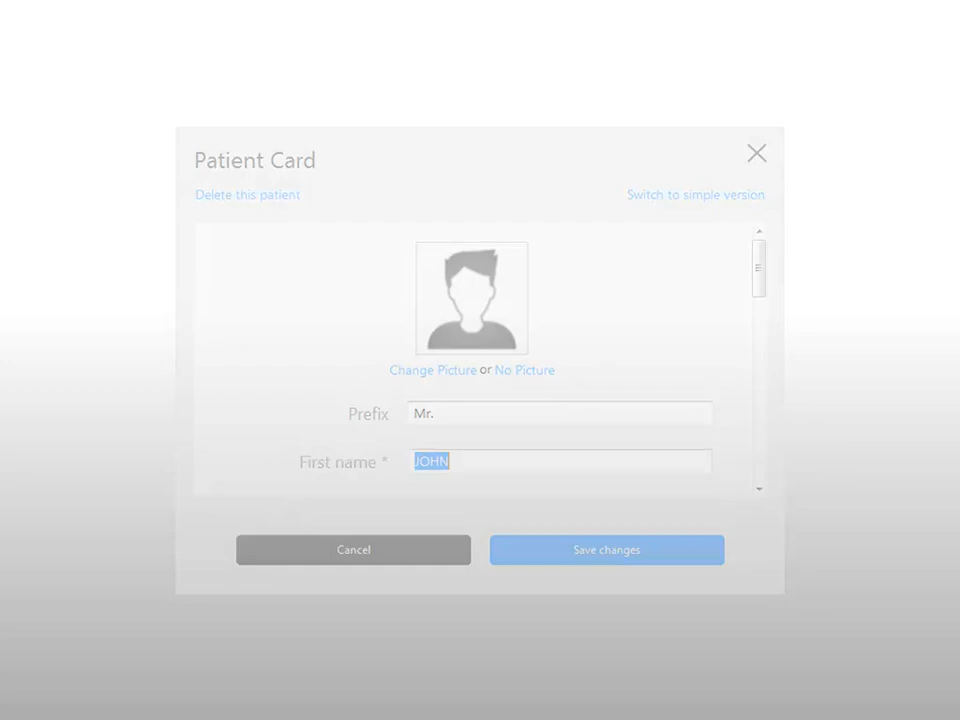 Patient Card
Delete this patient
Switch to simple version
Change Picture or No Picture
Prefix Mr.
First name * JOHN
Cancel
Save changes